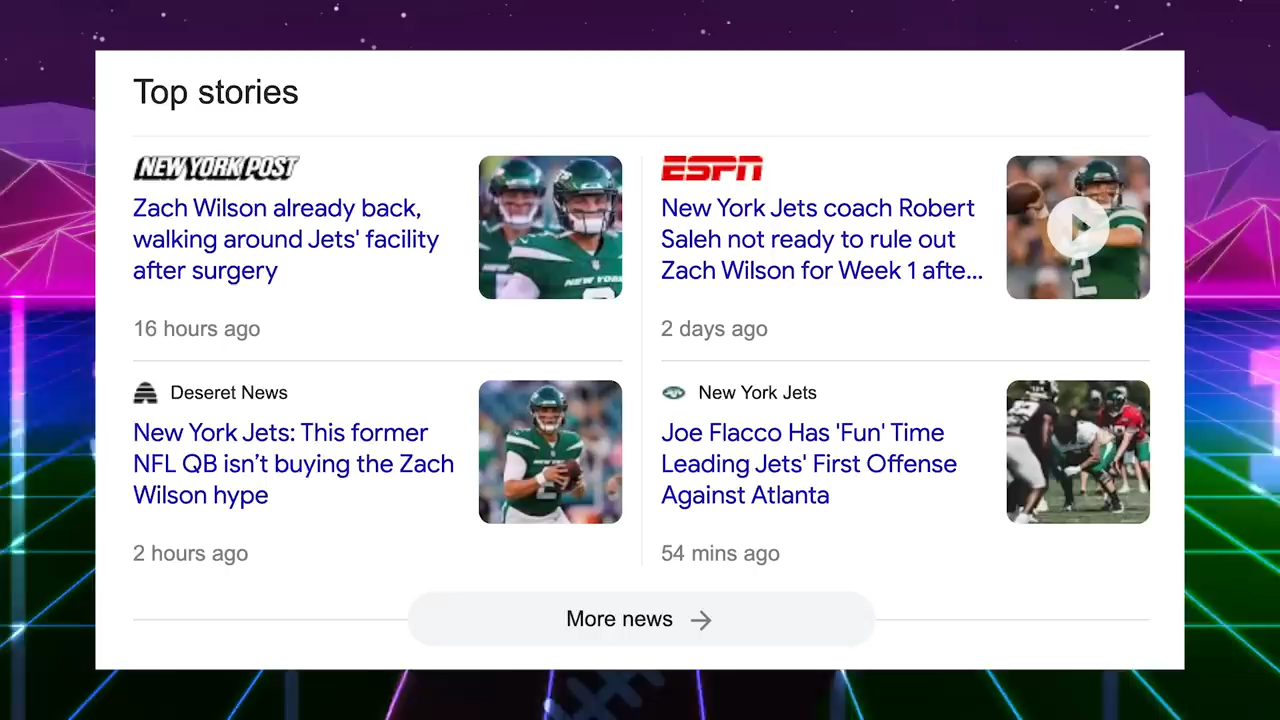 Top stories
NEW YORK POST
Zach Wilson already back,
walking around Jets' facility
after surgery
16 hours ago
ESPN
New York Jets coach Robert
Saleh not ready to rule out
Zach Wilson for Week 1 afte...
2 days ago
Deseret News
New York Jets: This former
NFL QB isn’t buying the Zach
Wilson hype
2 hours ago
New York Jets
Joe Flacco Has 'Fun' Time
Leading Jets' First Offense
Against Atlanta
54 mins ago
More news